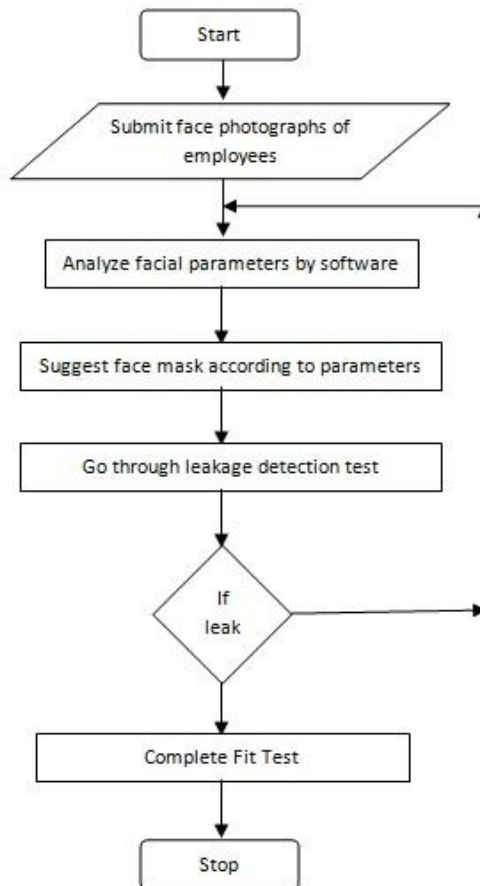 Start
Submit face photographs of
employees
Analyze facial parameters by software
Suggest face mask according to parameters
Go through leakage detection test
If
leak
Complete Fit Test
Stop